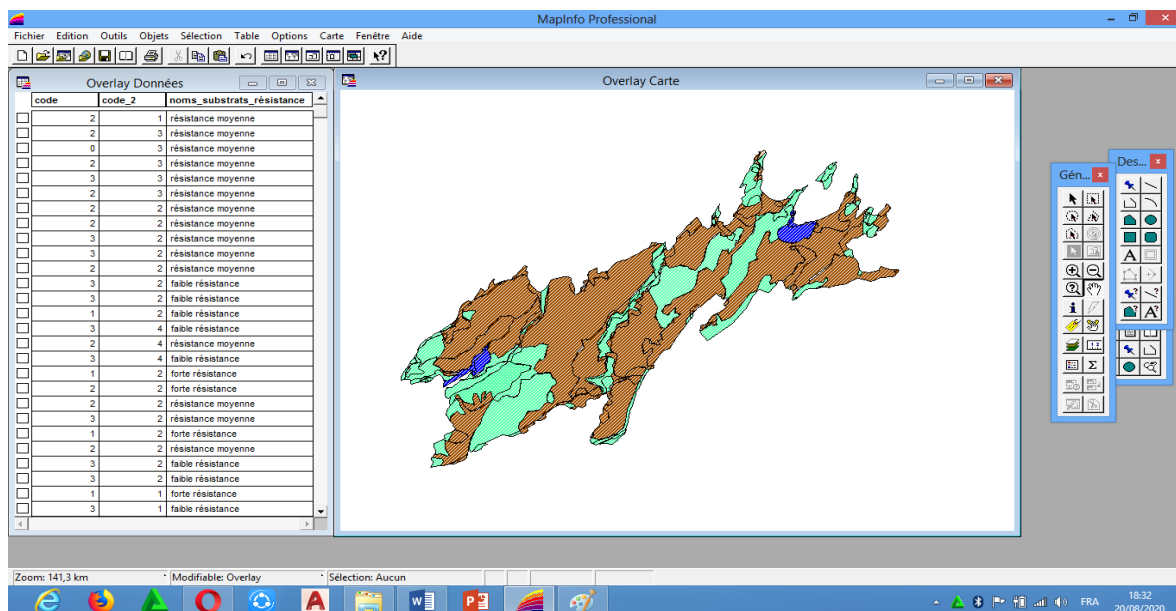 MapInfo Professional
Fichier Edition Outils Objets Sélection Table Options Carte Fenêtre Aide
Overlay Données
code code_2 noms_substrats_résistance
2 1 résistance moyenne
2 3 résistance moyenne
0 3 résistance moyenne
2 3 résistance moyenne
3 3 résistance moyenne
2 3 résistance moyenne
2 2 résistance moyenne
2 2 résistance moyenne
3 2 résistance moyenne
3 2 résistance moyenne
2 2 résistance moyenne
3 2 faible résistance
3 2 faible résistance
1 2 faible résistance
3 4 faible résistance
2 4 résistance moyenne
3 4 faible résistance
1 2 forte résistance
2 2 forte résistance
2 2 résistance moyenne
3 2 résistance moyenne
1 2 forte résistance
2 2 résistance moyenne
3 2 faible résistance
3 2 faible résistance
1 1 forte résistance
3 1 faible résistance
Overlay Carte
Gén...
Des...
Zoom: 141,3 km
Modifiable: Overlay
Sélection: Aucun
FRA
18:32
20/08/2020